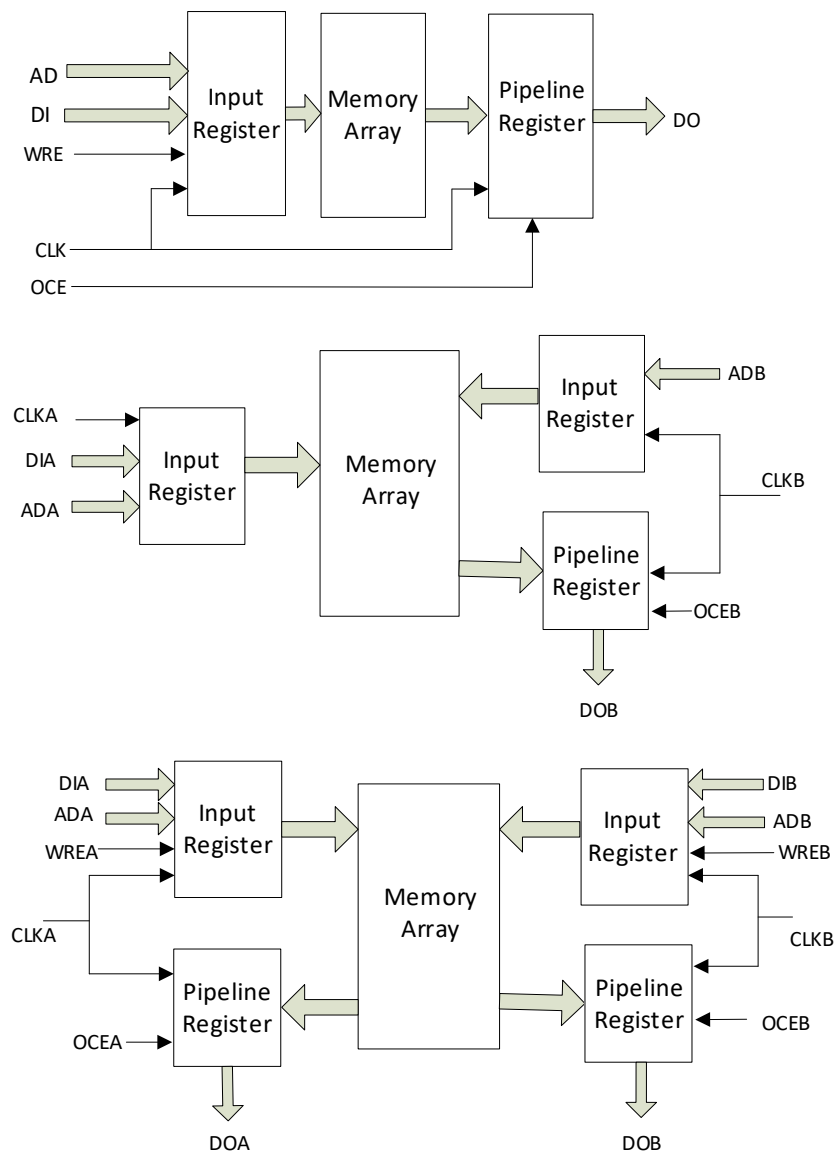 AD
DI
WRE
CLK
OCE
Input
Register
Memory
Array
Pipeline
Register
DO
CLKA
DIA
ADA
Input
Register
Memory
Array
Input
Register
ADB
CLKB
Pipeline
Register
OCEB
DOB
DIA
ADA
WREA
CLKA
Input
Register
Pipeline
Register
OCEA
DOA
Memory
Array
Input
Register
DIB
ADB
WREB
CLKB
Pipeline
Register
OCEB
DOB